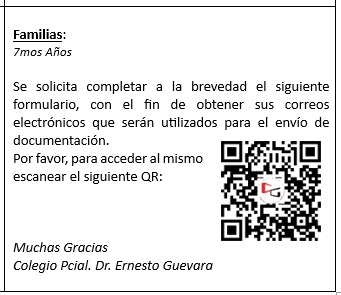 Familias:
7mos Años
Se solicita completar a la brevedad el siguiente
formulario, con el fin de obtener sus correos
electrónicos que serán utilizados para el envío de
documentación.
Por favor, para acceder al mismo
escanear el siguiente QR:
Muchas Gracias
Colegio Pcial. Dr. Ernesto Guevara